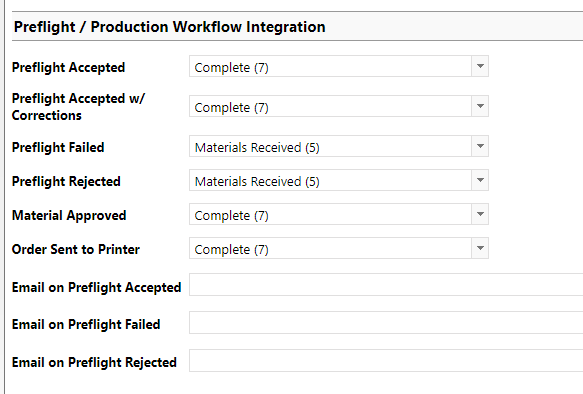 Preflight / Production Workflow Integration
Preflight Accepted Complete (7)
Preflight Accepted w/
Corrections Complete (7)
Preflight Failed Materials Received (5)
Preflight Rejected Materials Received (5)
Material Approved Complete (7)
Order Sent to Printer Complete (7)
Email on Preflight Accepted
Email on Preflight Failed
Email on Preflight Rejected